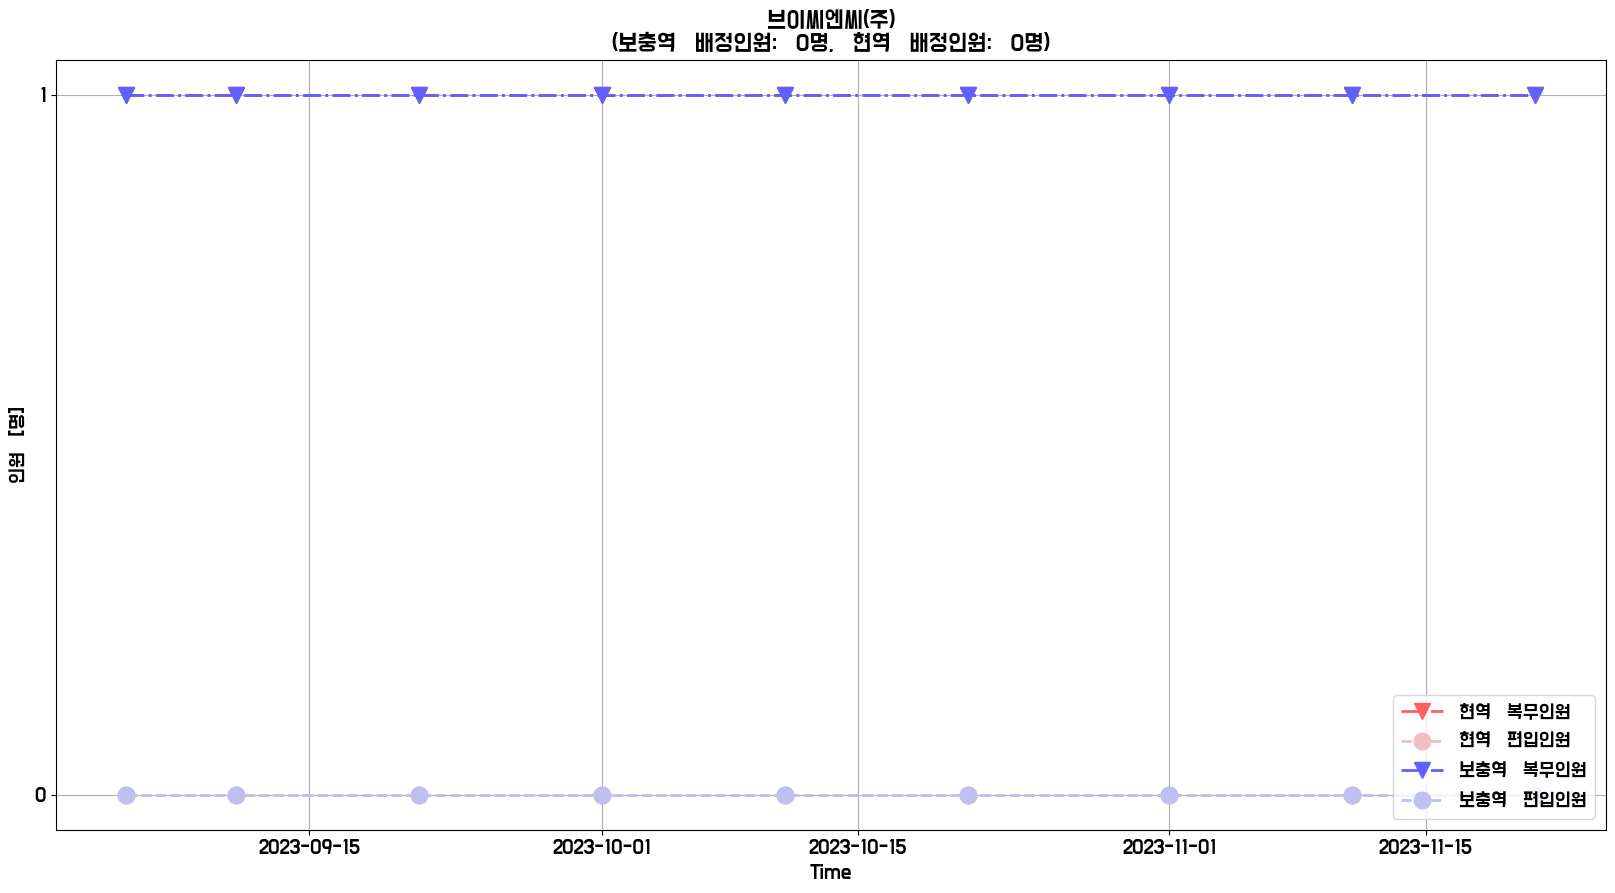 브이씨엔씨(주)
(보충역 배정인원: 0명, 현역 배정인원: 0명)
1
인원 [명]
0
현역 복무인원
현역 편입인원
보충역 복무인원
보충역 편입인원
2023-09-15 2023-10-01 2023-10-15 2023-11-01 2023-11-15
Time